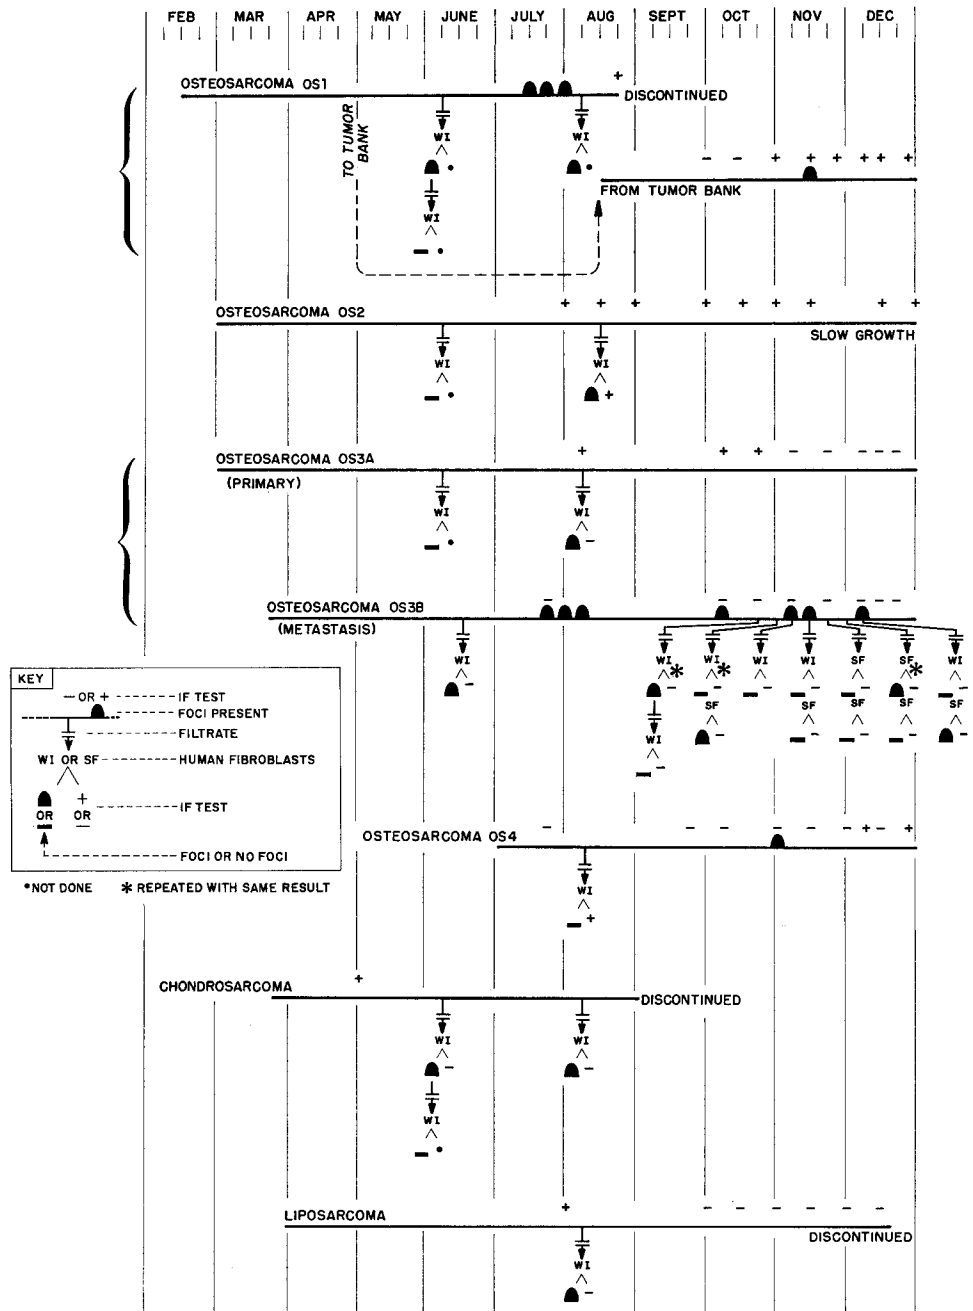 FEB MAR APR MAY JUNE JULY AUG SEPT OCT NOV DEC
+
OSTEOSARCOMA OS1
DISCONTINUED
TO TUMOR
BANK
WI WI
• •
- - + + + + + +
FROM TUMOR BANK
WI
•
+ + + + + + + + +
OSTEOSARCOMA OS2
SLOW GROWTH
WI WI
• +
+ + + - - - - -
OSTEOSARCOMA OS3A
(PRIMARY)
WI WI
• -
- - - - - - - -
OSTEOSARCOMA OS3B
(METASTASIS)
WI WI WI WI WI SF SF WI
- -* -* - - - -* -
SF SF SF SF SF
WI - - - - -
-
KEY
- OR + IF TEST
FOCI PRESENT
FILTRATE
WI OR SF HUMAN FIBROBLASTS
+
OR OR IF TEST
-
FOCI OR NO FOCI
•NOT DONE * REPEATED WITH SAME RESULT
- - - - - + - +
OSTEOSARCOMA OS4
WI
+
+
CHONDROSARCOMA
DISCONTINUED
WI WI
- -
WI
•
+ - - - - - -
LIPOSARCOMA
DISCONTINUED
WI
-